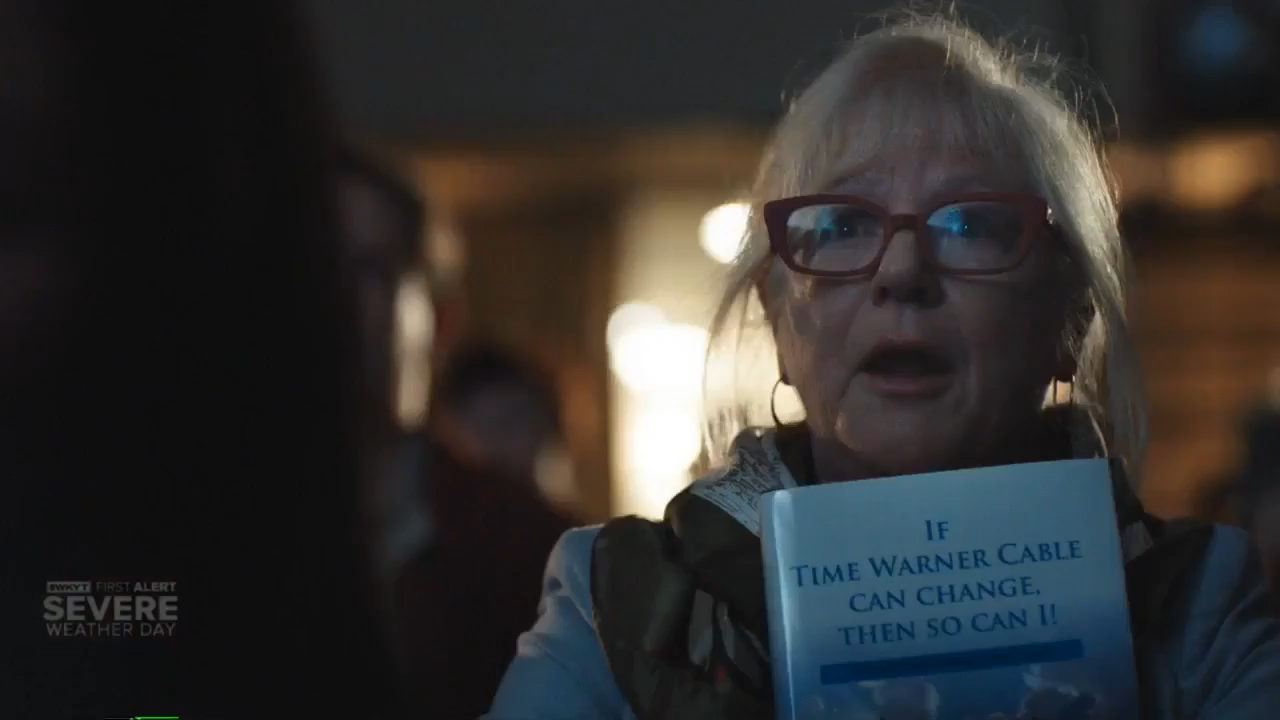 WKYT FIRST ALERT
SEVERE
WEATHER DAY
IF
TIME WARNER CABLE
CAN CHANGE,
THEN SO CAN I!